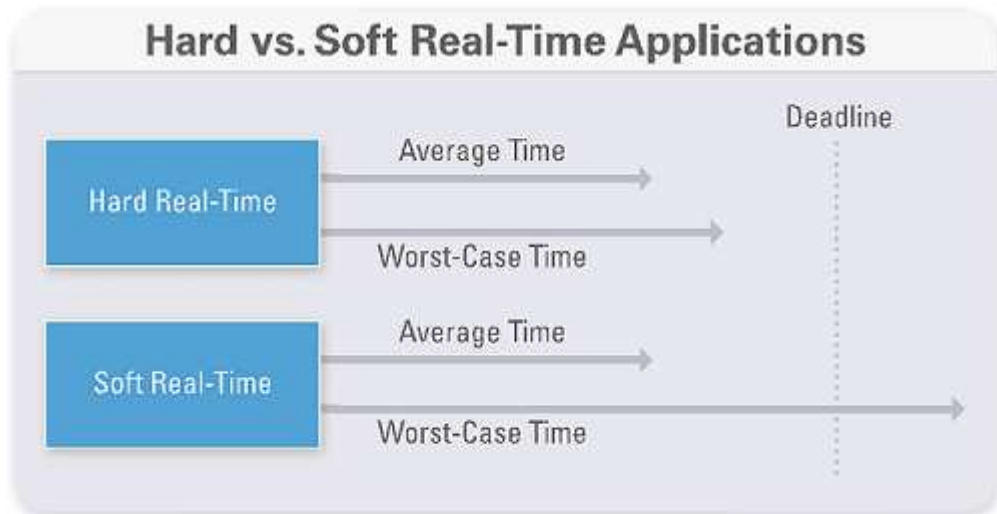 Hard vs. Soft Real-Time Applications
Deadline
Average Time
Hard Real-Time
Worst-Case Time
Average Time
Soft Real-Time
Worst-Case Time